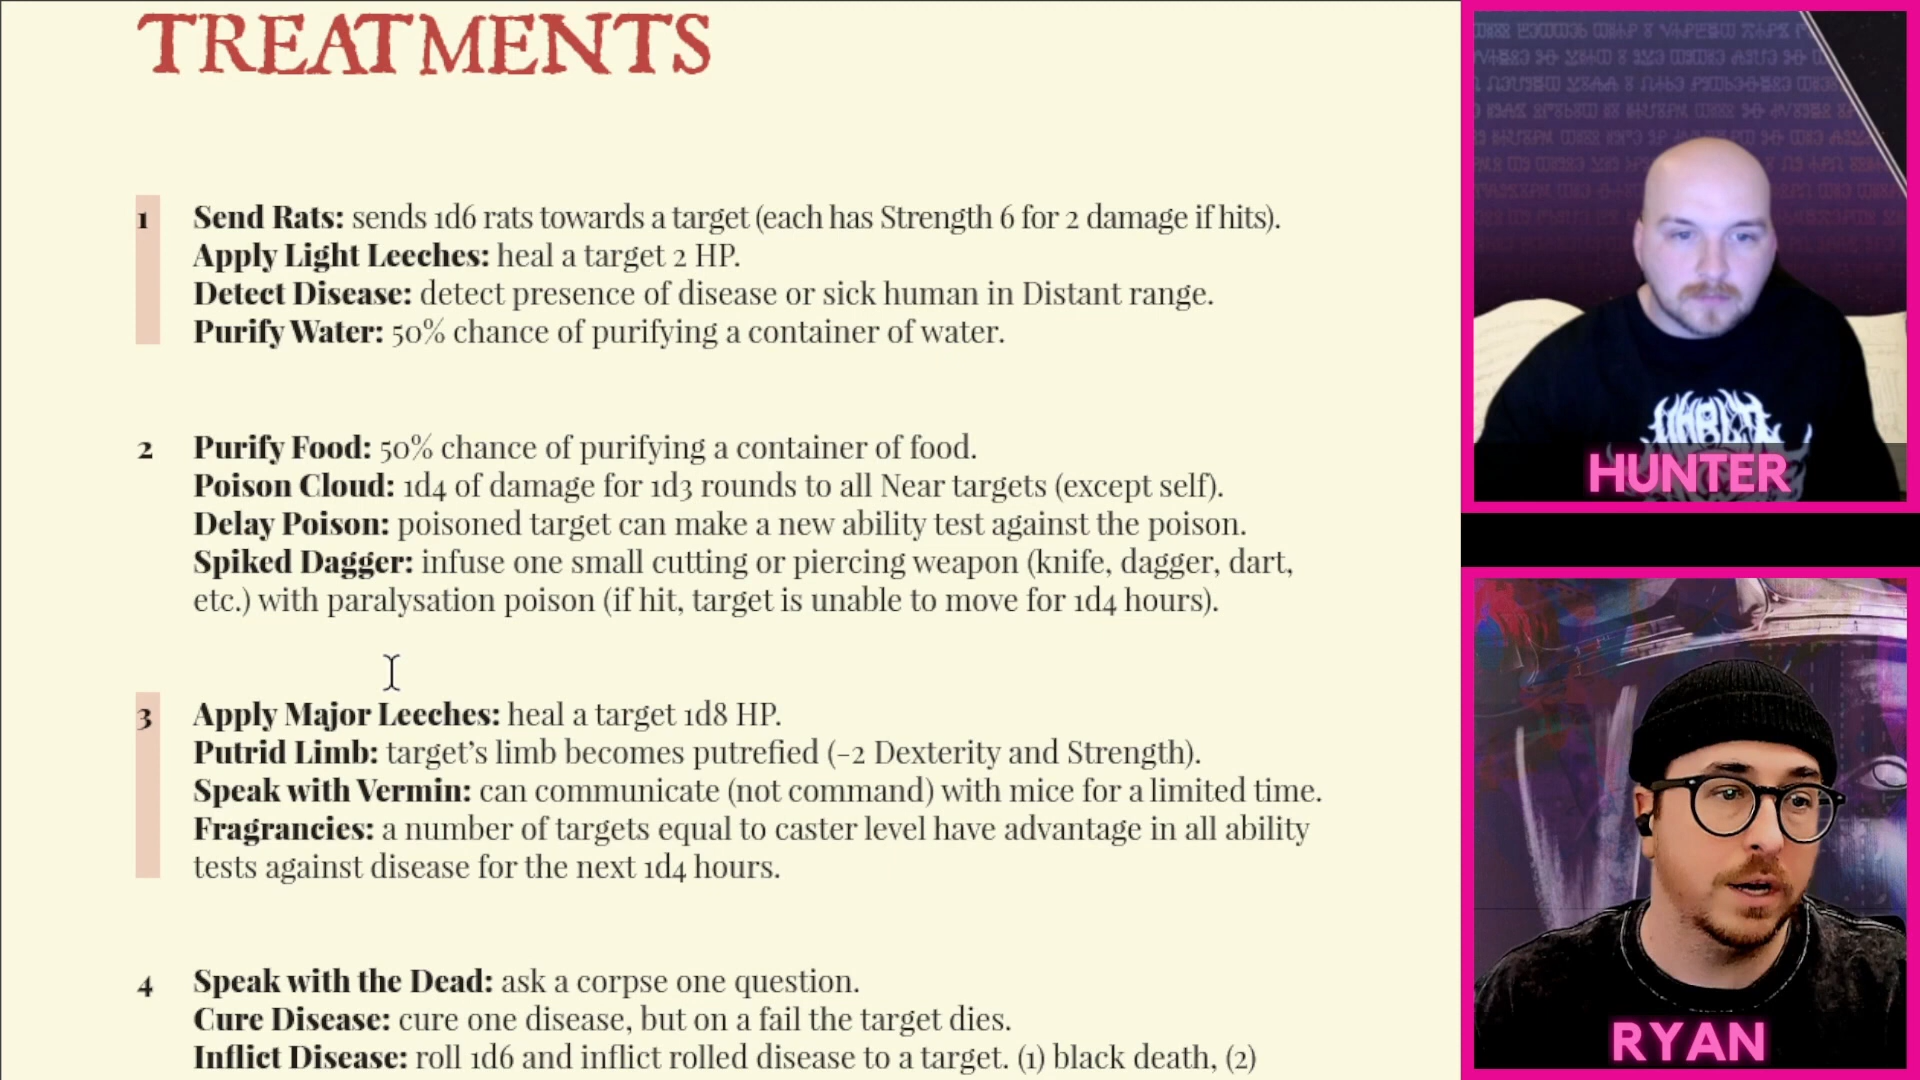 TREATMENTS
1 Send Rats: sends 1d6 rats towards a target (each has Strength 6 for 2 damage if hits).
Apply Light Leeches: heal a target 2 HP.
Detect Disease: detect presence of disease or sick human in Distant range.
Purify Water: 50% chance of purifying a container of water.
2 Purify Food: 50% chance of purifying a container of food.
Poison Cloud: 1d4 of damage for 1d3 rounds to all Near targets (except self).
Delay Poison: poisoned target can make a new ability test against the poison.
Spiked Dagger: infuse one small cutting or piercing weapon (knife, dagger, dart,
etc.) with paralysation poison (if hit, target is unable to move for 1d4 hours).
3 Apply Major Leeches: heal a target 1d8 HP.
Putrid Limb: target’s limb becomes putrefied (-2 Dexterity and Strength).
Speak with Vermin: can communicate (not command) with mice for a limited time.
Fragrancies: a number of targets equal to caster level have advantage in all ability
tests against disease for the next 1d4 hours.
4 Speak with the Dead: ask a corpse one question.
Cure Disease: cure one disease, but on a fail the target dies.
Inflict Disease: roll 1d6 and inflict rolled disease to a target. (1) black death, (2)
HUNTER
RYAN